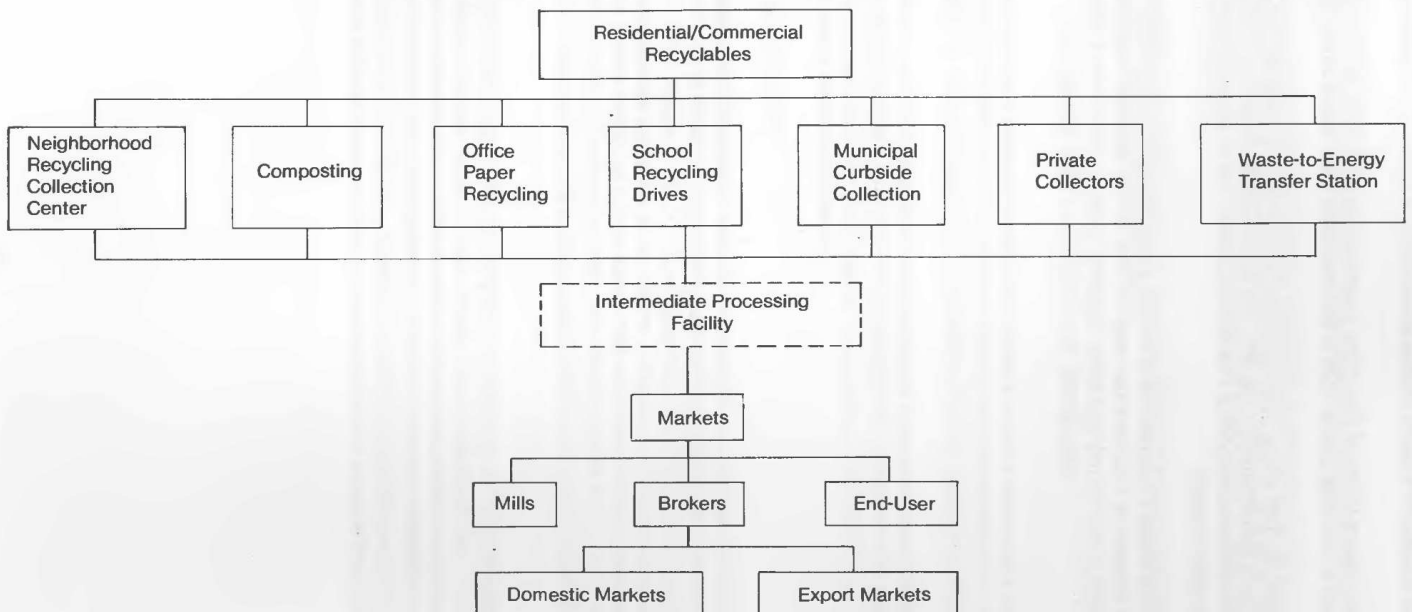 Residential/Commercial
Recyclables
Neighborhood
Recycling
Collection
Center
Composting
Office
Paper
Recycling
School
Recycling
Drives
Municipal
Curbside
Collection
Private
Collectors
Waste-to-Energy
Transfer Station
Intermediate Processing
Facility
Markets
Mills
Brokers
End-User
Domestic Markets
Export Markets